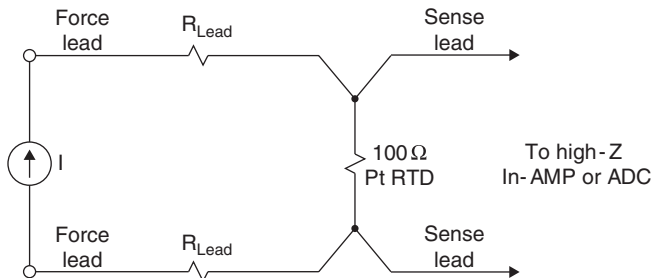 Force
lead
R_Lead
Sense
lead
I
100 Ω
Pt RTD
To high-Z
In-AMP or ADC
Force
lead
R_Lead
Sense
lead